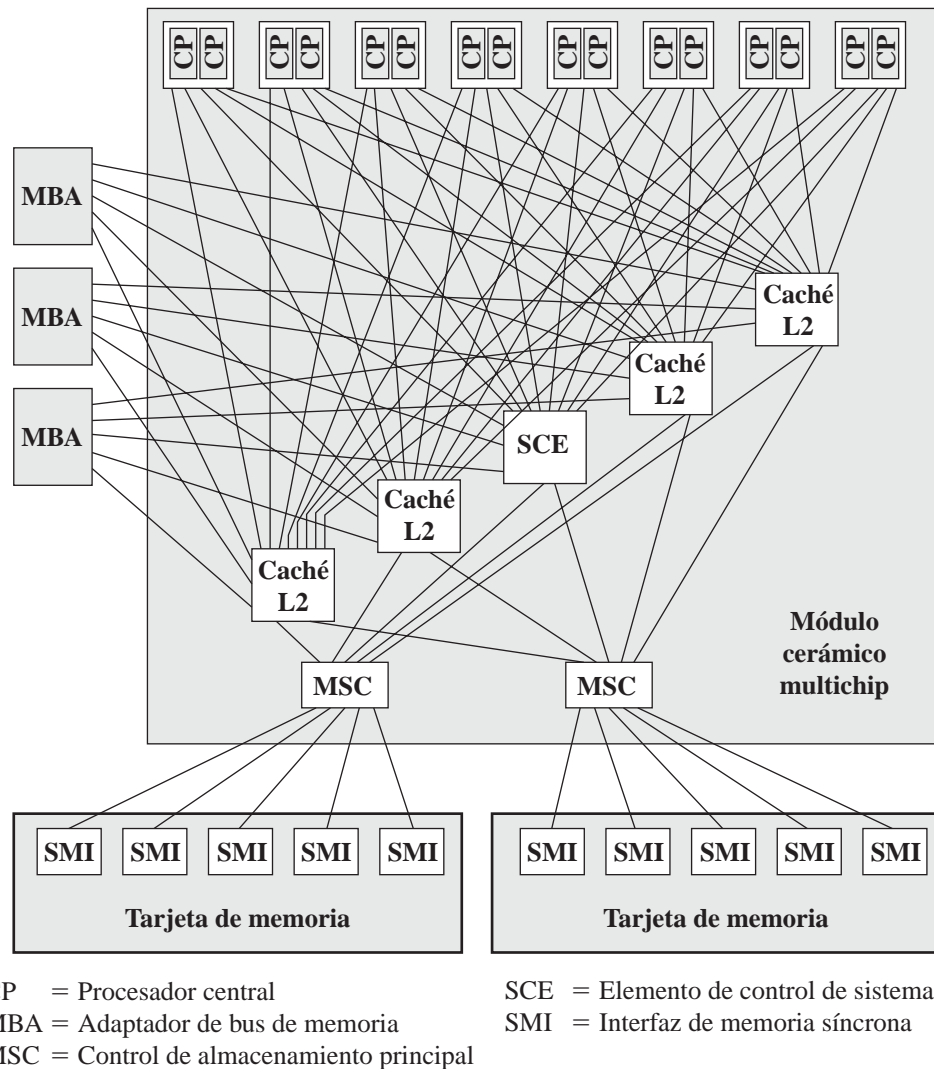 CP CP CP CP CP CP CP CP CP CP CP CP CP CP CP CP
MBA
MBA
MBA
Caché
L2
Caché
L2
SCE
Caché
L2
Caché
L2
Módulo
cerámico
multichip
MSC MSC
SMI SMI SMI SMI SMI SMI SMI SMI SMI SMI
Tarjeta de memoria Tarjeta de memoria
CP = Procesador central
MBA = Adaptador de bus de memoria
MSC = Control de almacenamiento principal
SCE = Elemento de control de sistema
SMI = Interfaz de memoria síncrona